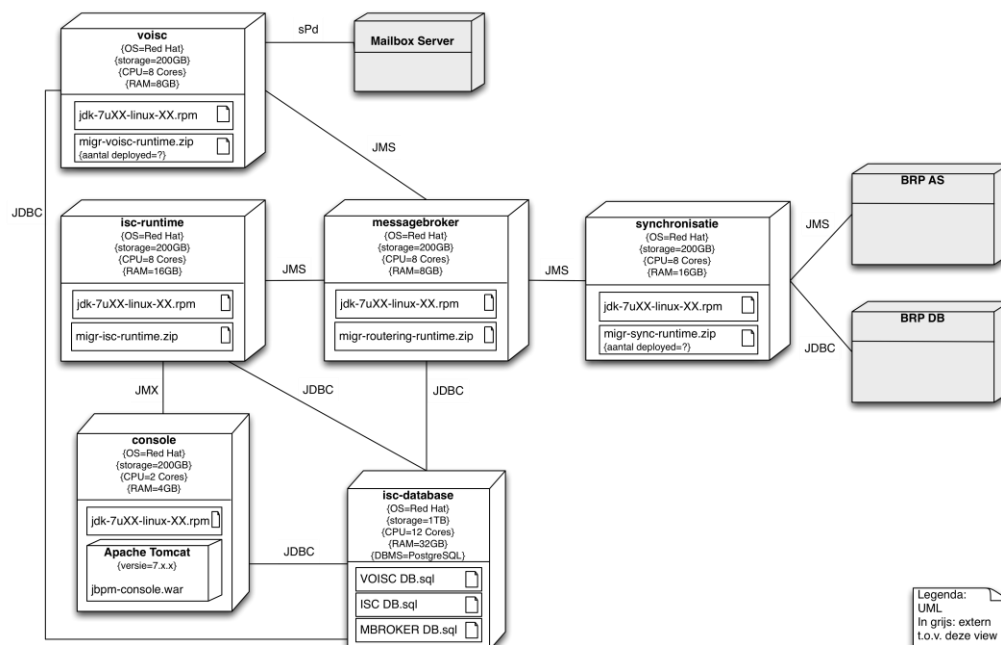 voisc
{OS=Red Hat}
{storage=200GB}
{CPU=8 Cores}
{RAM=8GB}
jdk-7uXX-linux-XX.rpm
migr-voisc-runtime.zip
{aantal deployed=?}
sPd
Mailbox Server
JMS
JDBC
isc-runtime
{OS=Red Hat}
{storage=200GB}
{CPU=8 Cores}
{RAM=16GB}
jdk-7uXX-linux-XX.rpm
migr-isc-runtime.zip
JMS
messagebroker
{OS=Red Hat}
{storage=200GB}
{CPU=8 Cores}
{RAM=8GB}
jdk-7uXX-linux-XX.rpm
migr-routering-runtime.zip
JMS
synchronisatie
{OS=Red Hat}
{storage=200GB}
{CPU=8 Cores}
{RAM=16GB}
jdk-7uXX-linux-XX.rpm
migr-sync-runtime.zip
{aantal deployed=?}
JMS
BRP AS
JDBC
BRP DB
JMX
JDBC
JDBC
console
{OS=Red Hat}
{storage=200GB}
{CPU=2 Cores}
{RAM=4GB}
jdk-7uXX-linux-XX.rpm
Apache Tomcat
{versie=7.x.x}
jbpm-console.war
JDBC
isc-database
{OS=Red Hat}
{storage=1TB}
{CPU=12 Cores}
{RAM=32GB}
{DBMS=PostgreSQL}
VOISC DB.sql
ISC DB.sql
MBROKER DB.sql
Legenda:
UML
In grijs: extern
t.o.v. deze view